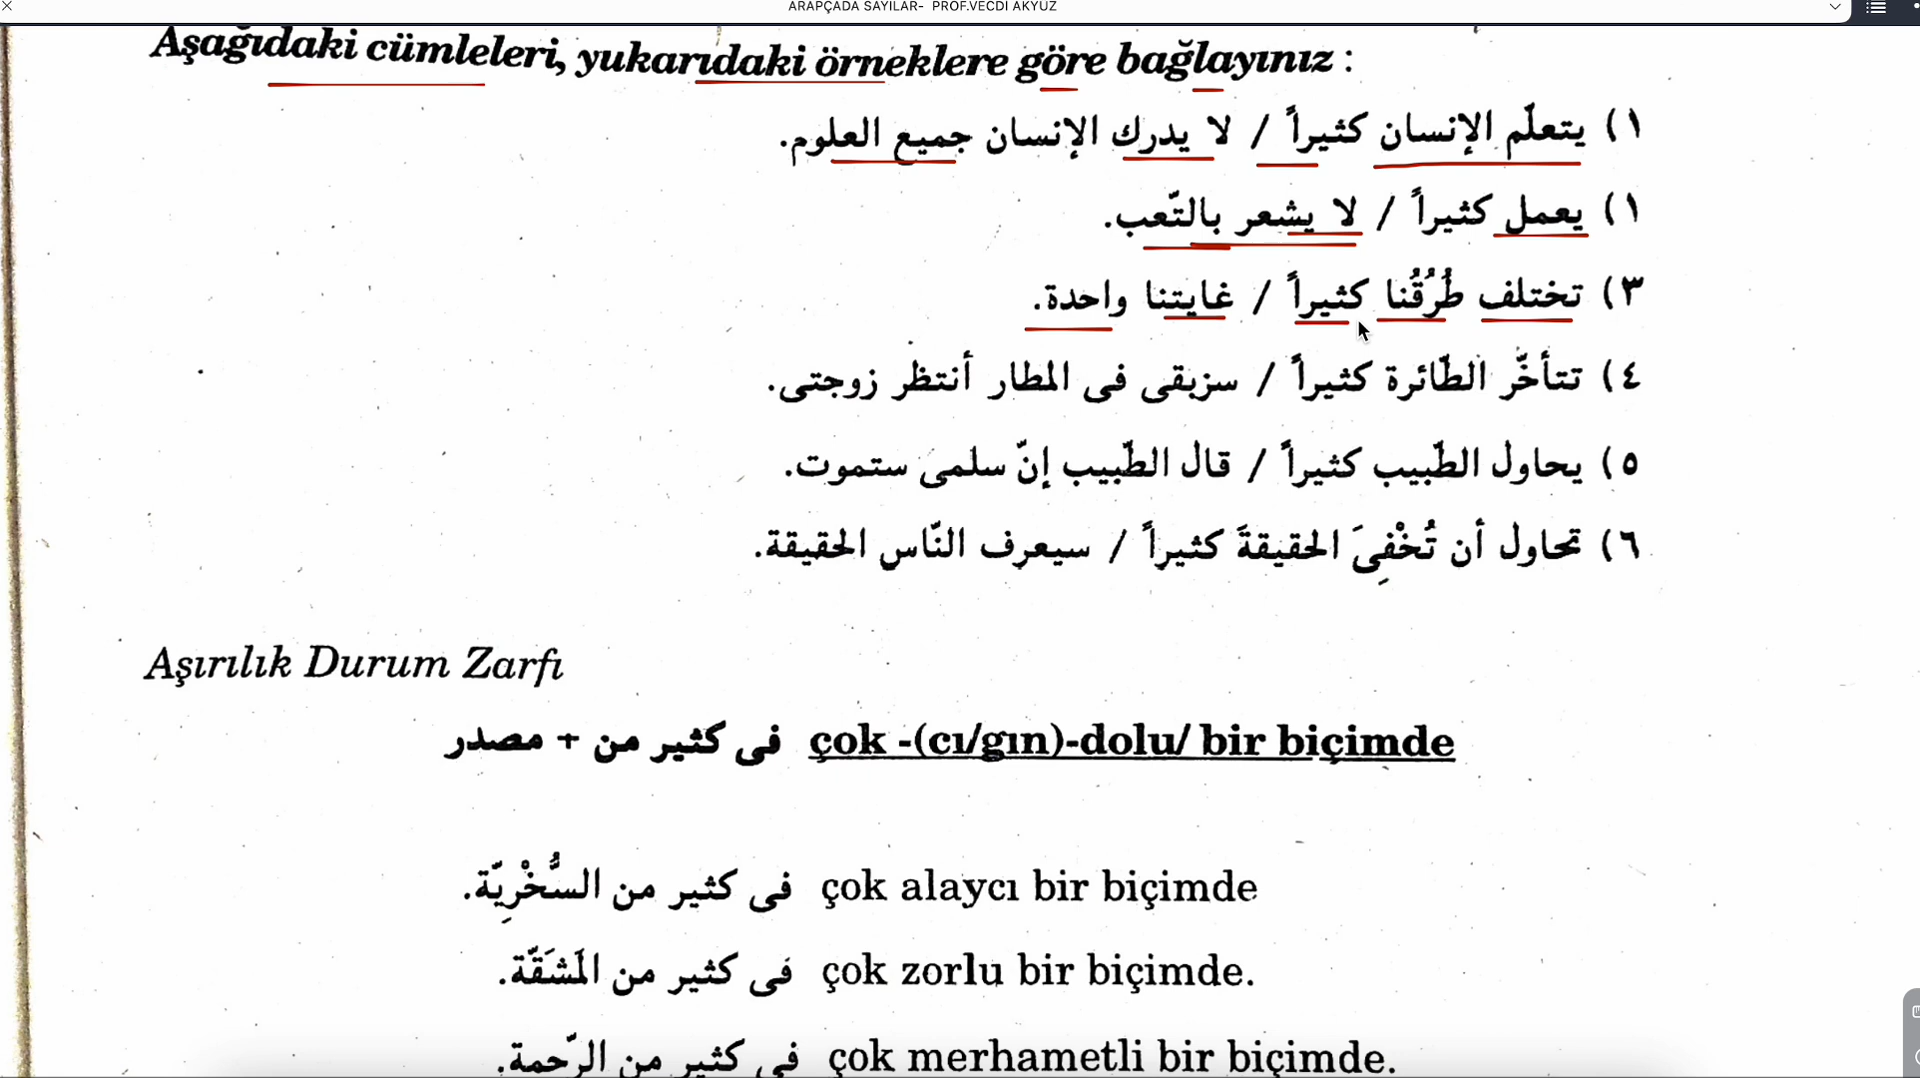 ARAPÇADA SAYILAR- PROF.VECDİ AKYÜZ
Aşağıdaki cümleleri, yukarıdaki örneklere göre bağlayınız :
١) يتعلّم الإنسان كثيراً / لا يدرك الإنسان جميع العلوم.
١) يعمل كثيراً / لا يشعر بالتّعب.
٣) تختلف طُرُقُنا كثيراً / غايتنا واحدة.
٤) تتأخّر الطّائرة كثيراً / سزبقى فى المطار أنتظر زوجتى.
٥) يحاول الطّبيب كثيراً / قال الطّبيب إنّ سلمى ستموت.
٦) تحاول أن تُخْفِىَ الحقيقةَ كثيراً / سيعرف النّاس الحقيقة.
Aşırılık Durum Zarfı
çok -(cı/gın)-dolu/ bir biçimde فى كثير من + مصدر
çok alaycı bir biçimde فى كثير من السُّخْرِيّة.
çok zorlu bir biçimde. فى كثير من المَشَقّة.
çok merhametli bir biçimde. فى كثير من الرّحمة.